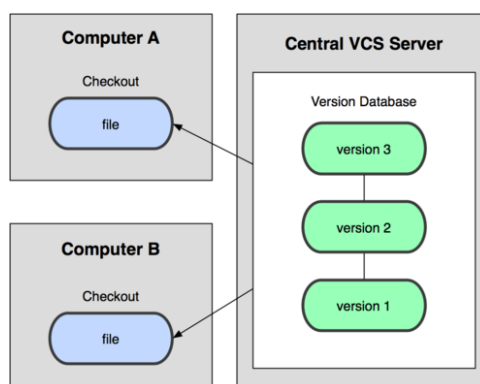 Computer A
Checkout
file
Computer B
Checkout
file
Central VCS Server
Version Database
version 3
version 2
version 1